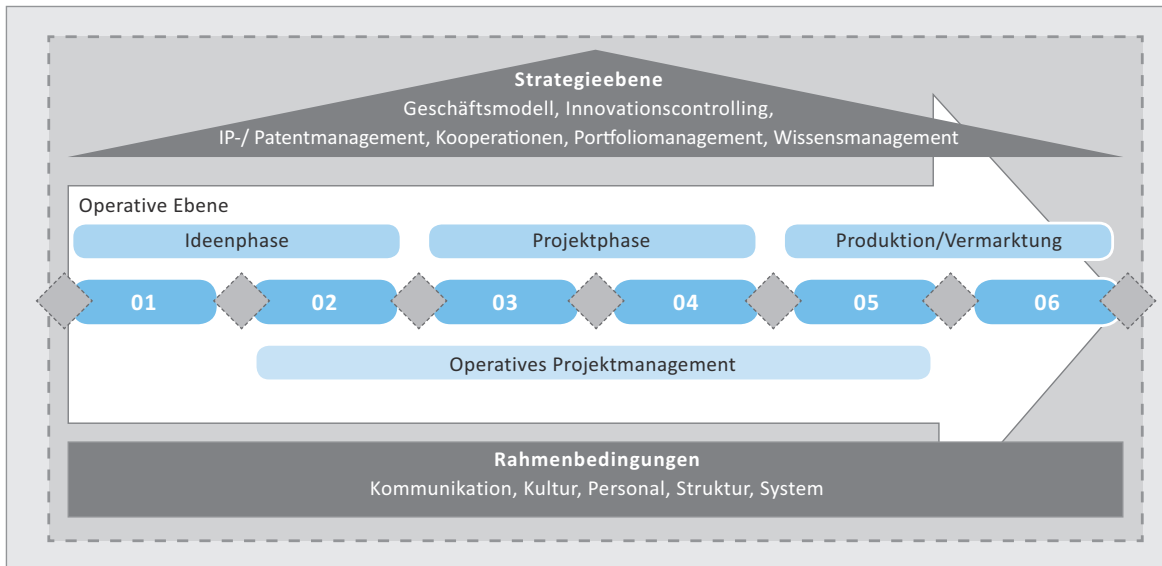 Strategieebene
Geschäftsmodell, Innovationscontrolling,
IP-/ Patentmanagement, Kooperationen, Portfoliomanagement, Wissensmanagement
Operative Ebene
Ideenphase
Projektphase
Produktion/Vermarktung
01
02
03
04
05
06
Operatives Projektmanagement
Rahmenbedingungen
Kommunikation, Kultur, Personal, Struktur, System